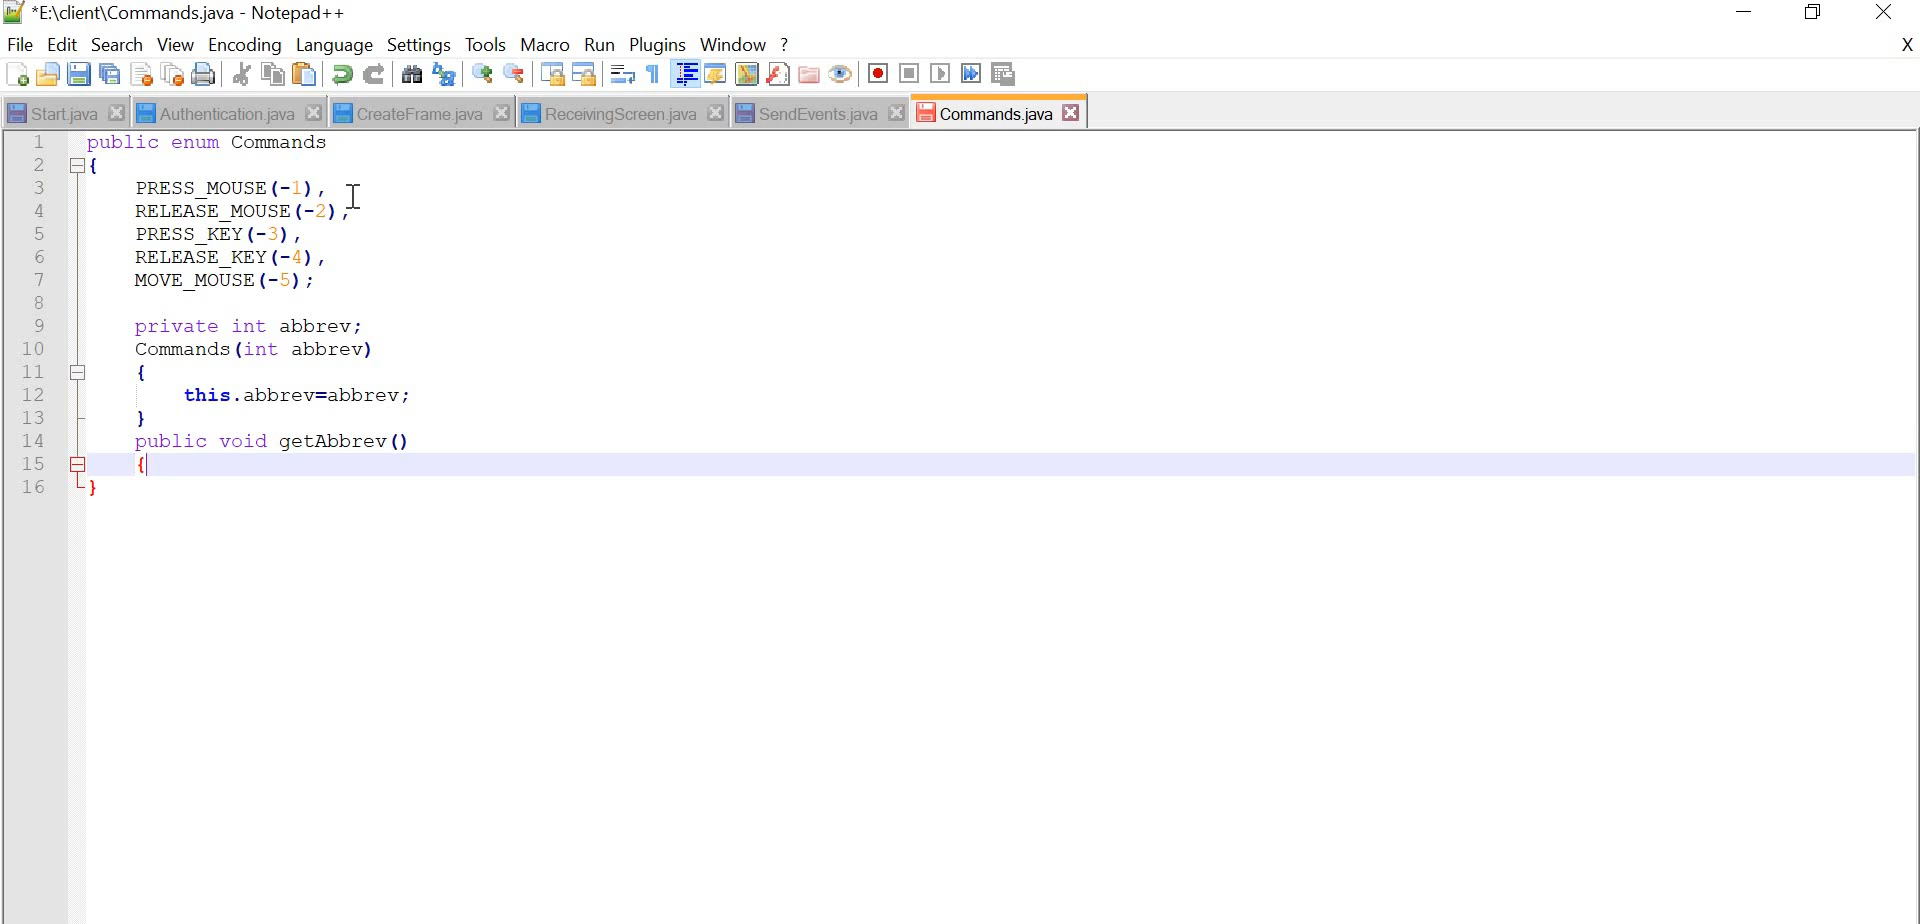 *E:\client\Commands.java - Notepad++
File Edit Search View Encoding Language Settings Tools Macro Run Plugins Window ? X
Start.java Authentication.java CreateFrame.java ReceivingScreen.java SendEvents.java Commands.java
1 public enum Commands
2 {
3 PRESS_MOUSE(-1),
4 RELEASE_MOUSE(-2),
5 PRESS_KEY(-3),
6 RELEASE_KEY(-4),
7 MOVE_MOUSE(-5);
8
9 private int abbrev;
10 Commands(int abbrev)
11 {
12 this.abbrev=abbrev;
13 }
14 public void getAbbrev()
15 {
16 }